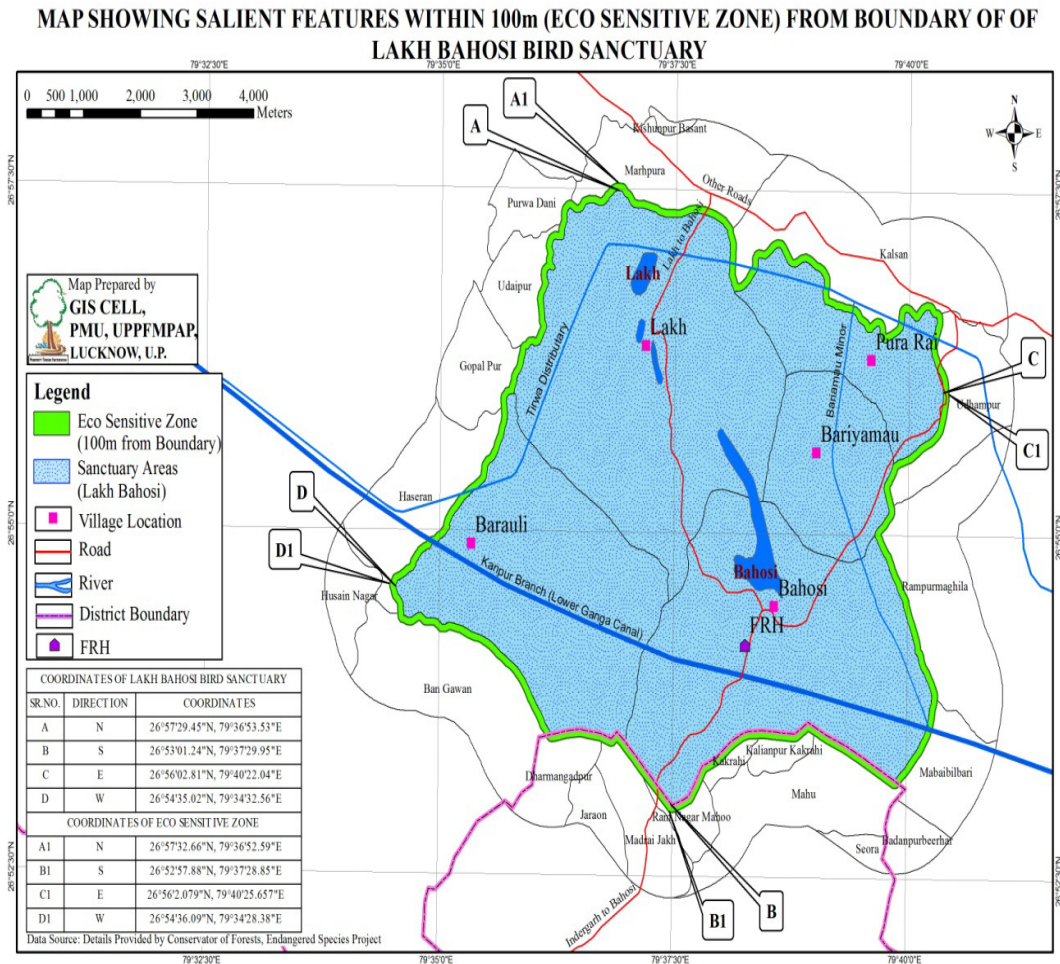 MAP SHOWING SALIENT FEATURES WITHIN 100m (ECO SENSITIVE ZONE) FROM BOUNDARY OF OF
LAKH BAHOSI BIRD SANCTUARY
79°32'30"E
79°35'0"E
79°37'30"E
79°40'0"E
0 500 1,000 2,000 3,000 4,000
Meters
A1
A
N
W E
S
Kishunpur Basant
Marhpura
Other Roads
Purwa Dani
Lakh to Bahosi
Kalsan
26°57'30"N
Udaipur
Lakh
Lakh
Pura Rai
Map Prepared by
GIS CELL,
PMU, UPPFMPAP,
LUCKNOW, U.P.
Gopal Pur
Tirwa Distributary
Bariamau Minor
C
Udhampur
C1
Bariyamau
Legend
Eco Sensitive Zone
(100m from Boundary)
Sanctuary Areas
(Lakh Bahosi)
Village Location
Road
River
District Boundary
FRH
Haseran
D
D1
Barauli
26°55'0"N
Kanpur Branch (Lower Ganga Canal)
Husain Nagar
Bahosi
Bahosi
FRH
Rampurmaghila
Ban Gawan
COORDINATES OF LAKH BAHOSI BIRD SANCTUARY
SR.NO. DIRECTION COORDINATES
A N 26°57'29.45"N, 79°36'53.53"E
B S 26°53'01.24"N, 79°37'29.95"E
C E 26°56'02.81"N, 79°40'22.04"E
D W 26°54'35.02"N, 79°34'32.56"E
COORDINATES OF ECO SENSITIVE ZONE
A1 N 26°57'32.66"N, 79°36'52.59"E
B1 S 26°52'57.88"N, 79°37'28.85"E
C1 E 26°56'2.079"N, 79°40'25.657"E
D1 W 26°54'36.09"N, 79°34'28.38"E
Data Source: Details Provided by Conservator of Forests, Endangered Species Project
Dharmangadpur
Jaraon
Kakrahi
Kalianpur Kakrahi
Mahu
Mabaibilbari
Ram Nagar Mahoo
Madrai Jakh
Seora
Badanpurbeerhar
26°52'30"N
Indergarh to Bahosi
B1
B
79°32'30"E
79°35'0"E
79°37'30"E
79°40'0"E